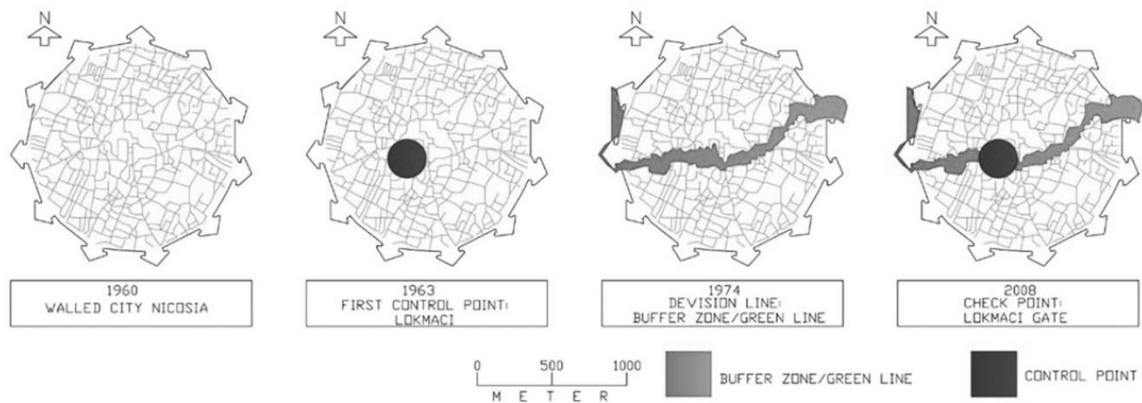 N
N
N
N
1960
WALLED CITY NICOSIA
1963
FIRST CONTROL POINT:
LOKMACI
1974
DEVISION LINE:
BUFFER ZONE/GREEN LINE
2008
CHECK POINT:
LOKMACI GATE
0 500 1000
M E T E R
BUFFER ZONE/GREEN LINE
CONTROL POINT